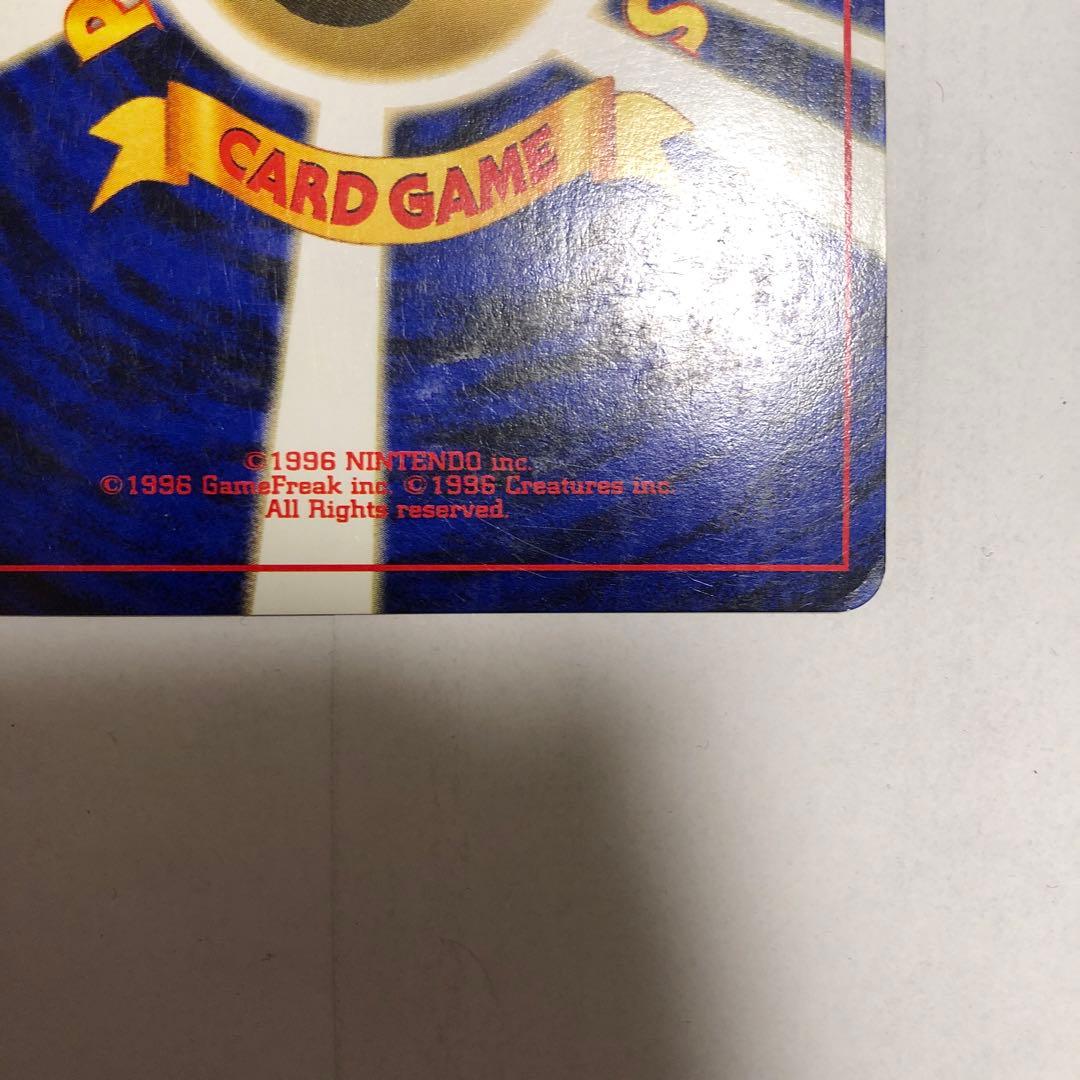 P
S
CARD GAME
©1996 NINTENDO inc.
©1996 GameFreak inc. ©1996 Creatures inc.
All Rights reserved.